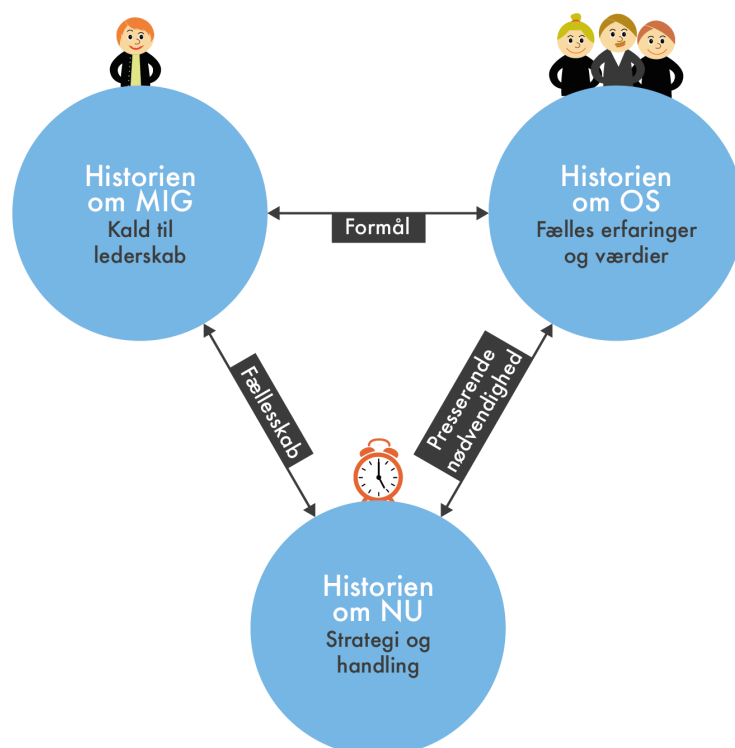 Historien
om MIG
Kald til
lederskab
Historien
om OS
Fælles erfaringer
og værdier
Formål
Fællesskab
Presserende
nødvendighed
Historien
om NU
Strategi og
handling